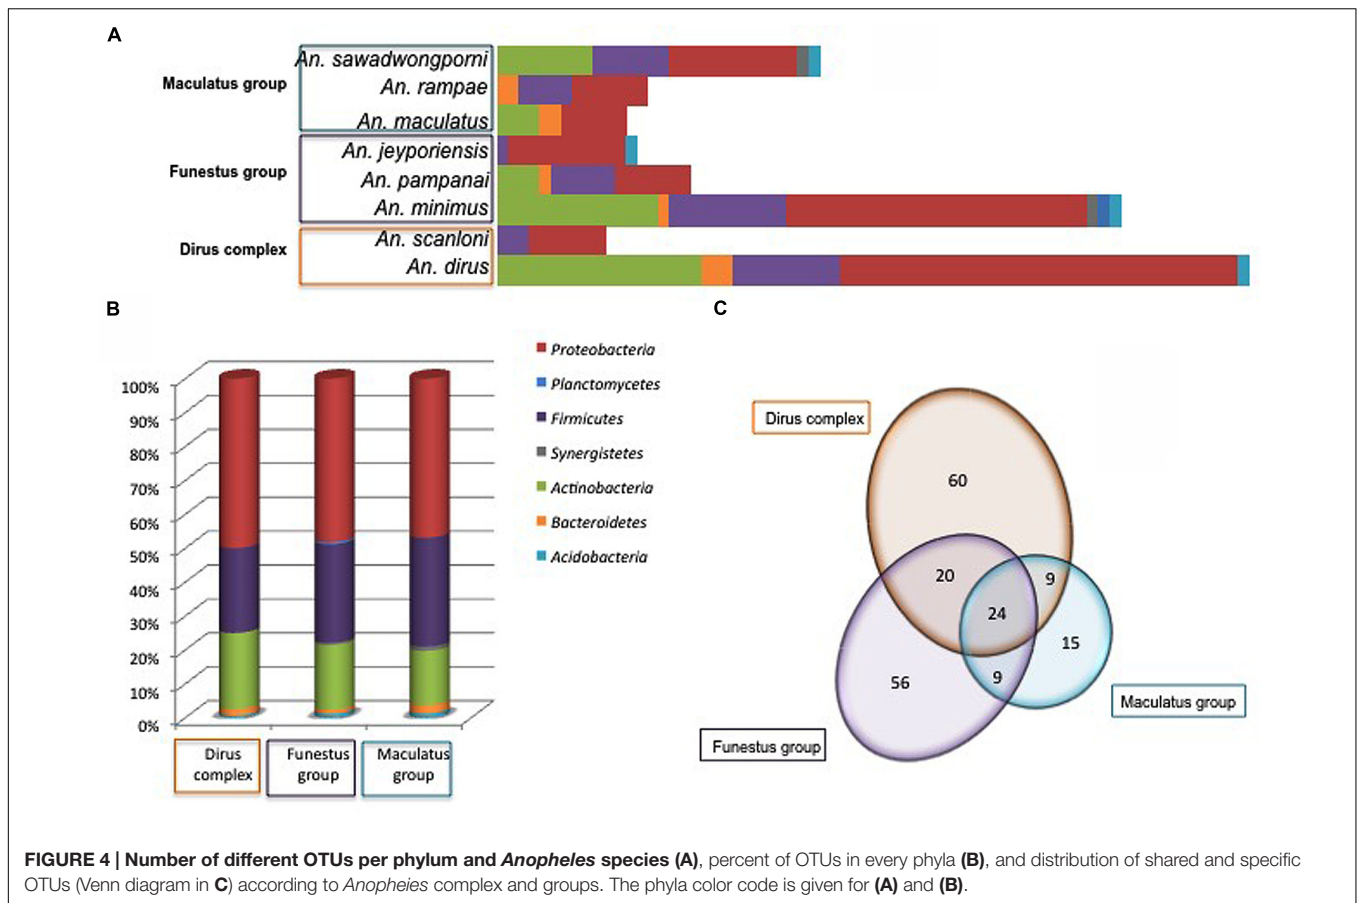 A
Maculatus group
An. sawadwongporni
An. rampae
An. maculatus
Funestus group
An. jeyporiensis
An. pampanai
An. minimus
Dirus complex
An. scanloni
An. dirus
B
100%
90%
80%
70%
60%
50%
40%
30%
20%
10%
0%
Dirus
complex
Funestus
group
Maculatus
group
Proteobacteria
Planctomycetes
Firmicutes
Synergistetes
Actinobacteria
Bacteroidetes
Acidobacteria
C
Dirus complex
60
20
9
24
15
9
56
Maculatus group
Funestus group
FIGURE 4 | Number of different OTUs per phylum and Anopheles species (A), percent of OTUs in every phyla (B), and distribution of shared and specific
OTUs (Venn diagram in C) according to Anopheies complex and groups. The phyla color code is given for (A) and (B).